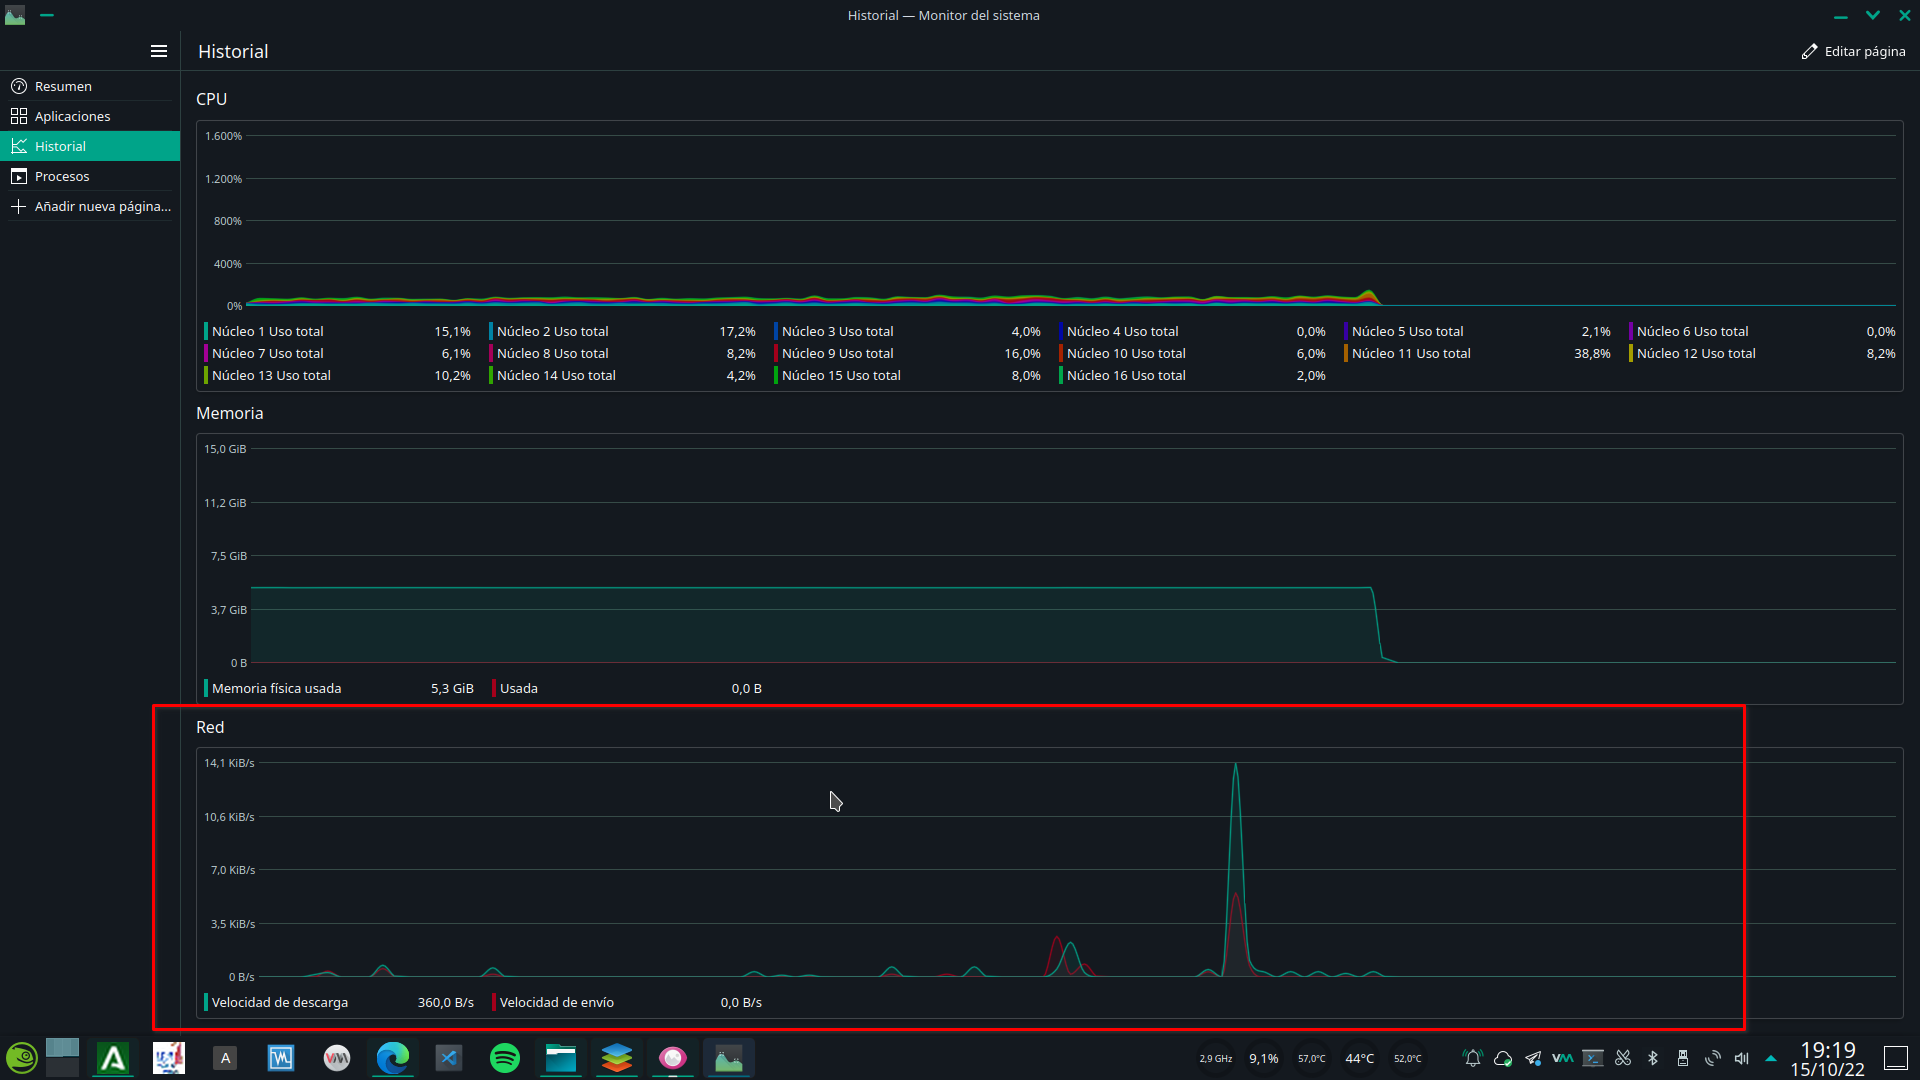 Historial — Monitor del sistema
Historial
Editar página
Resumen
Aplicaciones
Historial
Procesos
Añadir nueva página...
CPU
1.600%
1.200%
800%
400%
0%
Núcleo 1 Uso total 15,1% Núcleo 2 Uso total 17,2% Núcleo 3 Uso total 4,0% Núcleo 4 Uso total 0,0% Núcleo 5 Uso total 2,1% Núcleo 6 Uso total 0,0%
Núcleo 7 Uso total 6,1% Núcleo 8 Uso total 8,2% Núcleo 9 Uso total 16,0% Núcleo 10 Uso total 6,0% Núcleo 11 Uso total 38,8% Núcleo 12 Uso total 8,2%
Núcleo 13 Uso total 10,2% Núcleo 14 Uso total 4,2% Núcleo 15 Uso total 8,0% Núcleo 16 Uso total 2,0%
Memoria
15,0 GiB
11,2 GiB
7,5 GiB
3,7 GiB
0 B
Memoria física usada 5,3 GiB Usada 0,0 B
Red
14,1 KiB/s
10,6 KiB/s
7,0 KiB/s
3,5 KiB/s
0 B/s
Velocidad de descarga 360,0 B/s Velocidad de envío 0,0 B/s
A
2,9 GHz 9,1% 57,0°C 44°C 52,0°C
19:19
15/10/22